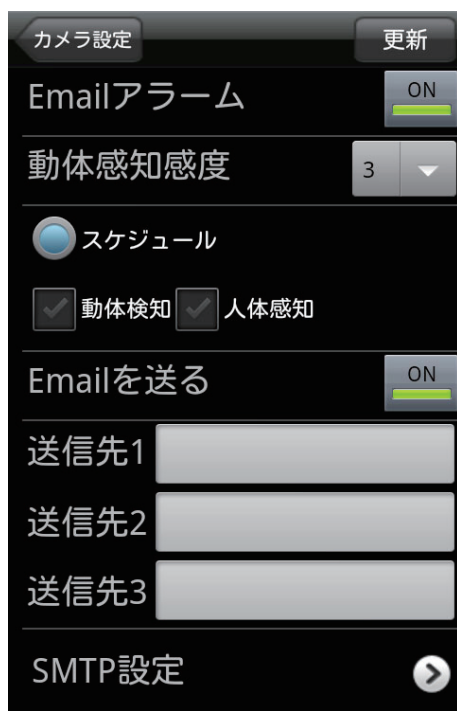 カメラ設定 更新
Emailアラーム ON
動体感知感度 3
スケジュール
動体検知 人体感知
Emailを送る ON
送信先1
送信先2
送信先3
SMTP設定